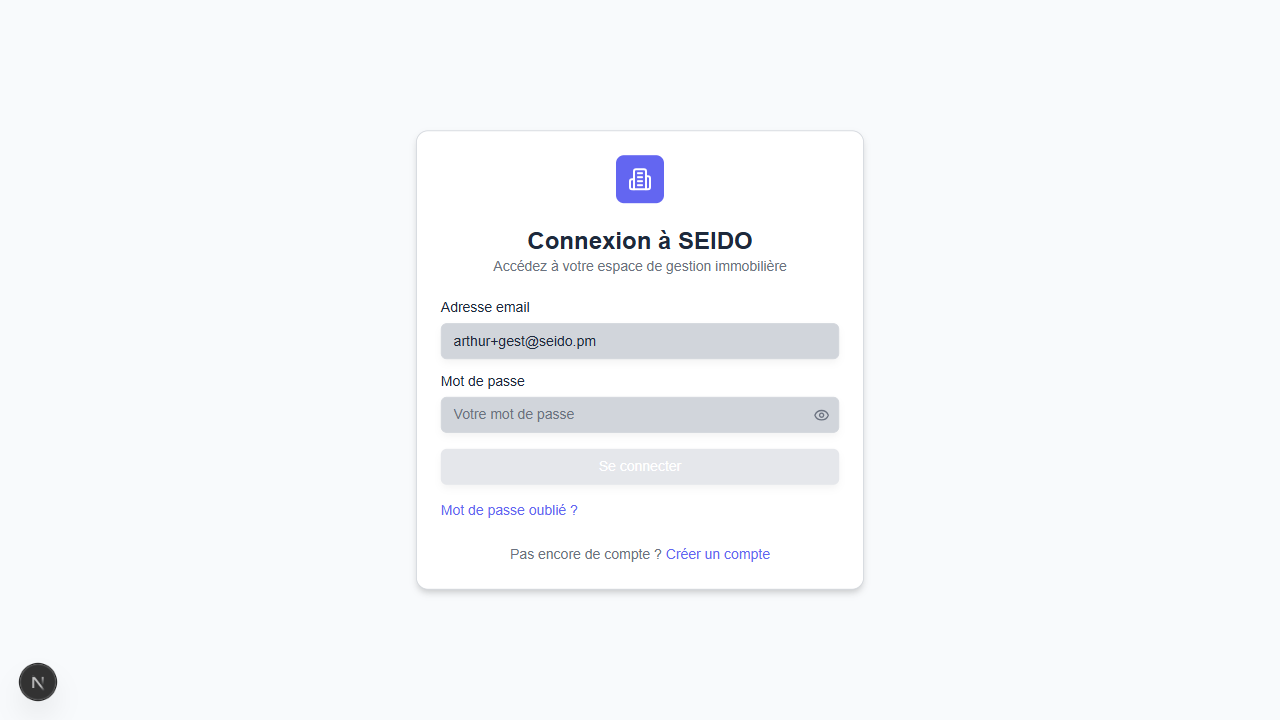 Connexion à SEIDO
Accédez à votre espace de gestion immobilière
Adresse email
arthur+gest@seido.pm
Mot de passe
Votre mot de passe
Se connecter
Mot de passe oublié ?
Pas encore de compte ? Créer un compte
N